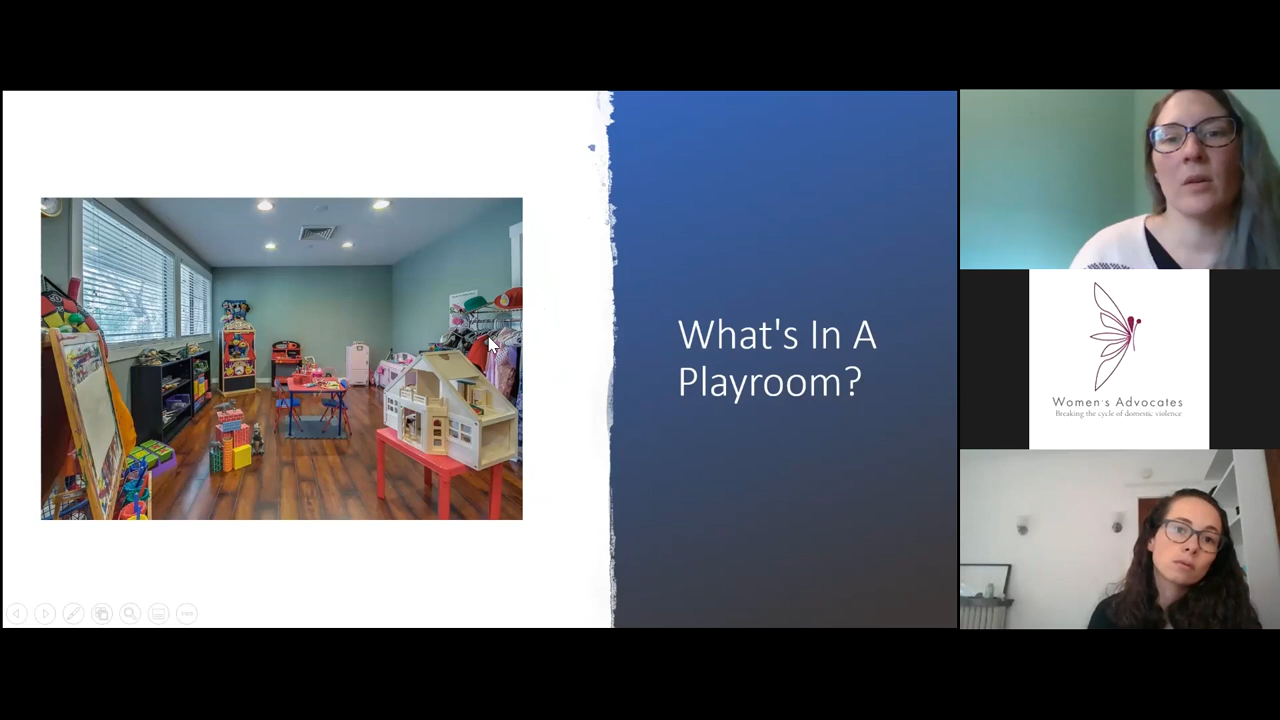 What's In A
Playroom?
Women's Advocates
Breaking the cycle of domestic violence